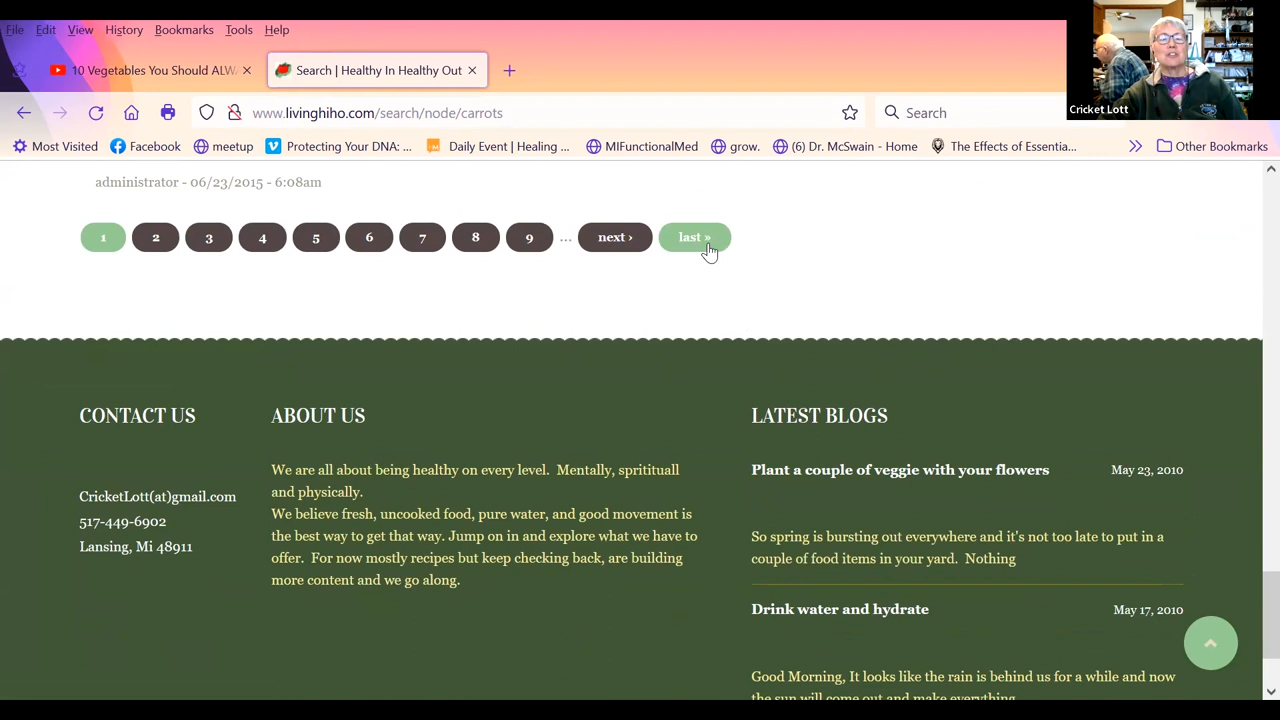 File Edit View History Bookmarks Tools Help
10 Vegetables You Should ALW
Search | Healthy In Healthy Out
www.livinghiho.com/search/node/carrots
Search
Cricket Lott
Most Visited Facebook meetup Protecting Your DNA: ... Daily Event | Healing ... MIFunctionalMed grow. (6) Dr. McSwain - Home The Effects of Essentia... Other Bookmarks
administrator - 06/23/2015 - 6:08am
1 2 3 4 5 6 7 8 9 ... next › last »
CONTACT US
CricketLott(at)gmail.com
517-449-6902
Lansing, Mi 48911
ABOUT US
We are all about being healthy on every level. Mentally, spritituall
and physically.
We believe fresh, uncooked food, pure water, and good movement is
the best way to get that way. Jump on in and explore what we have to
offer. For now mostly recipes but keep checking back, are building
more content and we go along.
LATEST BLOGS
Plant a couple of veggie with your flowers May 23, 2010
So spring is bursting out everywhere and it's not too late to put in a
couple of food items in your yard. Nothing
Drink water and hydrate May 17, 2010
Good Morning, It looks like the rain is behind us for a while and now
the sun will come out and make everything